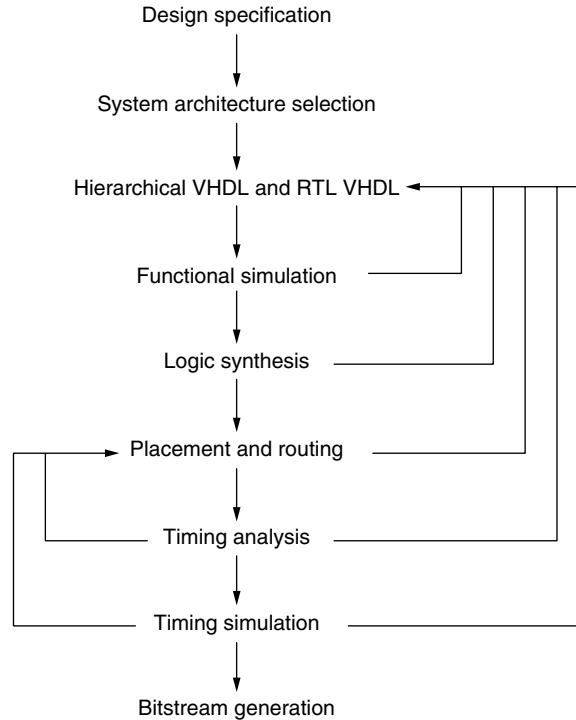 Design specification
System architecture selection
Hierarchical VHDL and RTL VHDL
Functional simulation
Logic synthesis
Placement and routing
Timing analysis
Timing simulation
Bitstream generation